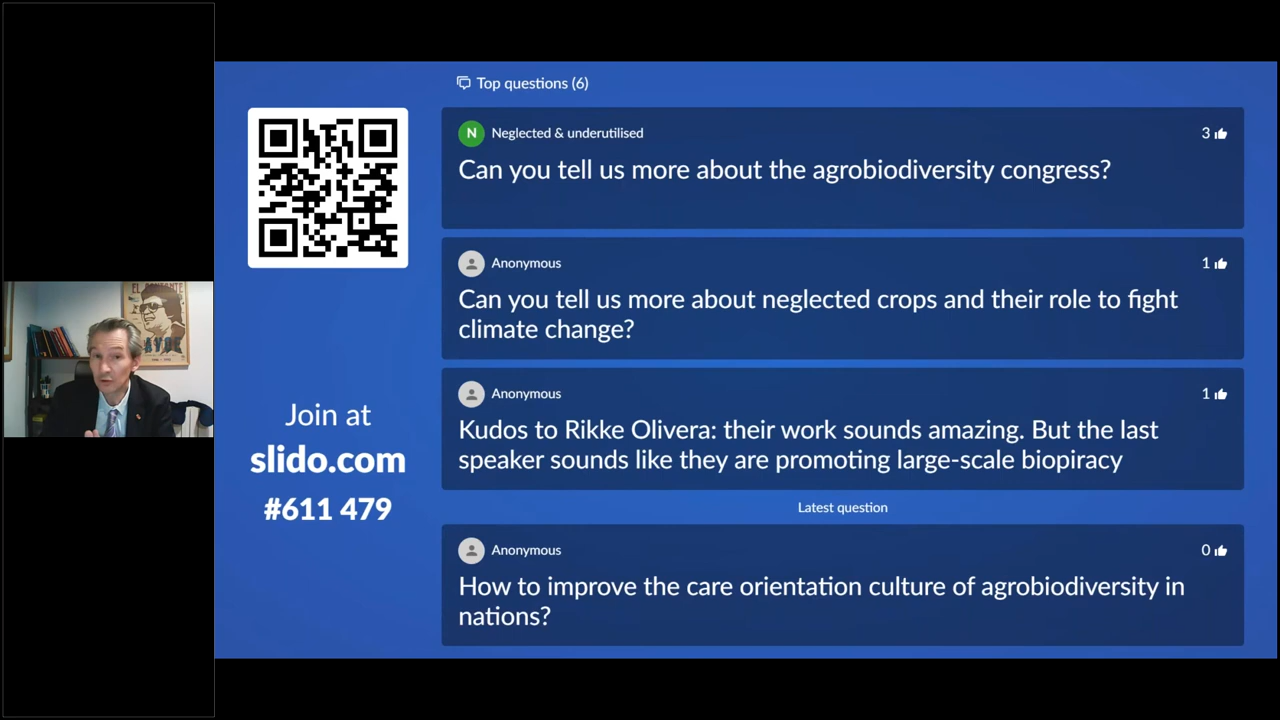 Top questions (6)
N
Neglected & underutilised
3
Can you tell us more about the agrobiodiversity congress?
Anonymous
1
Can you tell us more about neglected crops and their role to fight
climate change?
Anonymous
1
Kudos to Rikke Olivera: their work sounds amazing. But the last
speaker sounds like they are promoting large-scale biopiracy
Latest question
Anonymous
0
How to improve the care orientation culture of agrobiodiversity in
nations?
Join at
slido.com
#611 479